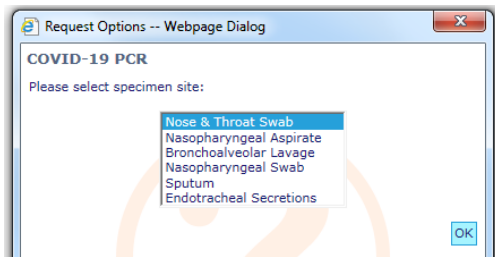 Request Options -- Webpage Dialog
COVID-19 PCR
Please select specimen site:
Nose & Throat Swab
Nasopharyngeal Aspirate
Bronchoalveolar Lavage
Nasopharyngeal Swab
Sputum
Endotracheal Secretions
OK